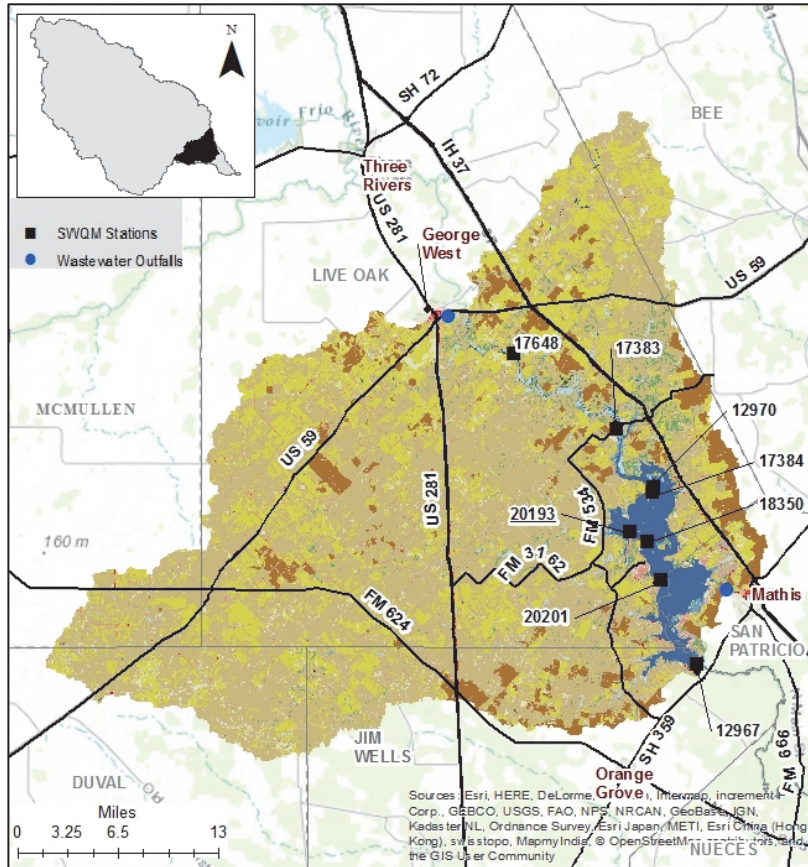 N
SH 72
BEE
Frio River
IH 37
Three
Rivers
US 281
George
West
SWQM Stations
Wastewater Outfalls
LIVE OAK
US 59
17648
17383
MCMULLEN
12970
US 59
17384
US 281
FM 534
18350
20193
160 m
FM 3162
20201
Mathis
FM 624
SAN
PATRICIO
12967
JIM
WELLS
SH 359
FM 666
DUVAL
Orange
Grove
Miles
0 3.25 6.5 13
Sources: Esri, HERE, DeLorme, Intermap, increment
Corp., GEBCO, USGS, FAO, NPS, NRCAN, GeoBase, IGN,
Kadaster NL, Ordnance Survey, Esri Japan, METI, Esri China (Hong
Kong), swisstopo, MapmyIndia, © OpenStreetMap contributors, and
the GIS User Community
NUECES